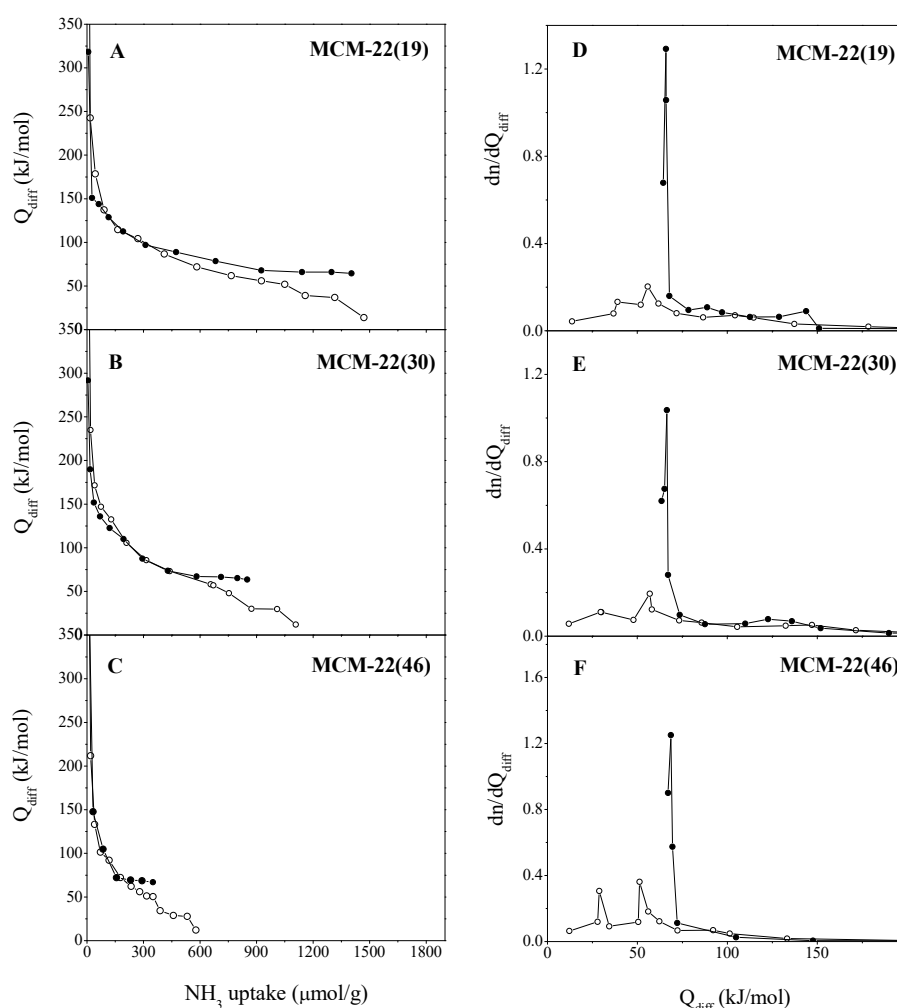 A MCM-22(19)
350
300
250
200
150
100
50
Q_diff (kJ/mol)
B MCM-22(30)
350
300
250
200
150
100
50
Q_diff (kJ/mol)
C MCM-22(46)
300
250
200
150
100
50
0
Q_diff (kJ/mol)
0 300 600 900 1200 1500 1800
NH₃ uptake (μmol/g)
D MCM-22(19)
1.2
0.8
0.4
0.0
dn/dQ_diff
E MCM-22(30)
1.2
0.8
0.4
0.0
dn/dQ_diff
F MCM-22(46)
1.6
1.2
0.8
0.4
0.0
dn/dQ_diff
0 50 100 150
Q_diff (kJ/mol)